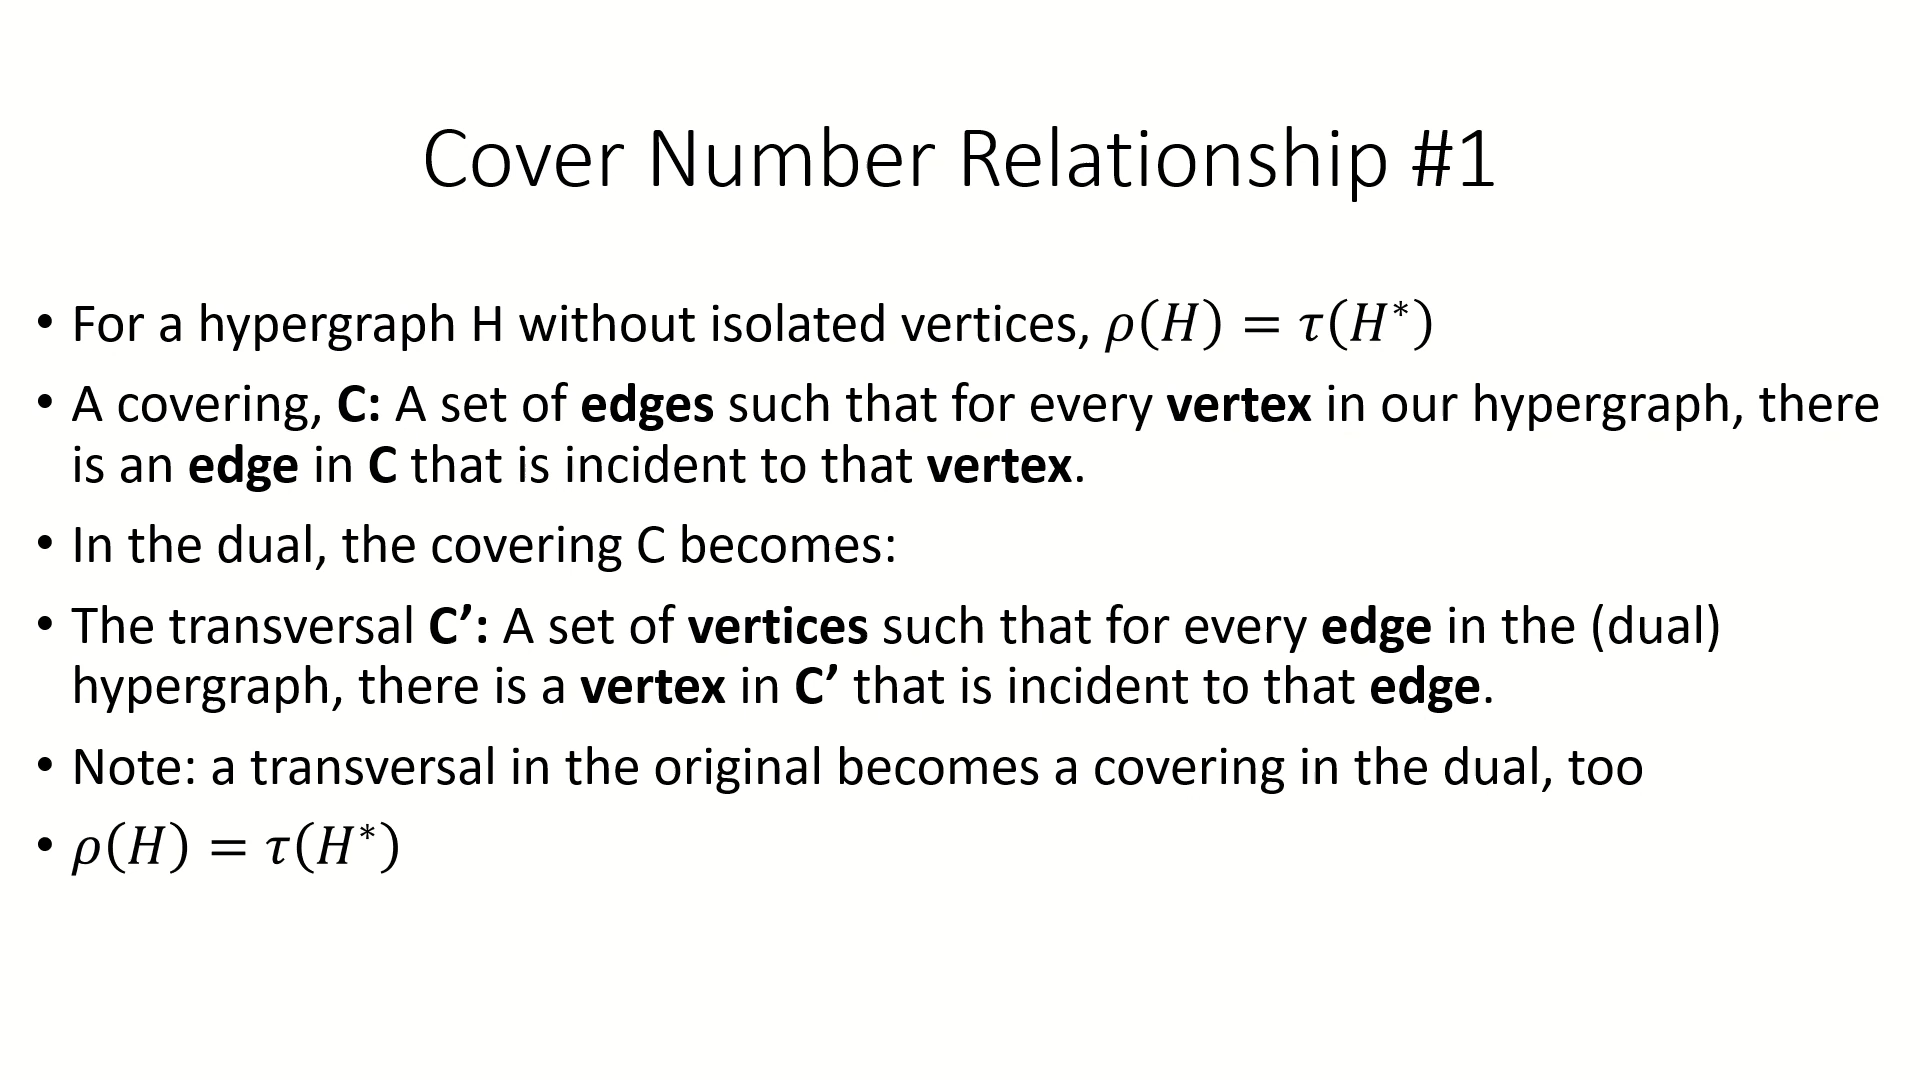 Cover Number Relationship #1
• For a hypergraph H without isolated vertices, 𝜌(𝐻) = 𝜏(𝐻*)
• A covering, C: A set of edges such that for every vertex in our hypergraph, there
is an edge in C that is incident to that vertex.
• In the dual, the covering C becomes:
• The transversal C’: A set of vertices such that for every edge in the (dual)
hypergraph, there is a vertex in C’ that is incident to that edge.
• Note: a transversal in the original becomes a covering in the dual, too
• 𝜌(𝐻) = 𝜏(𝐻*)